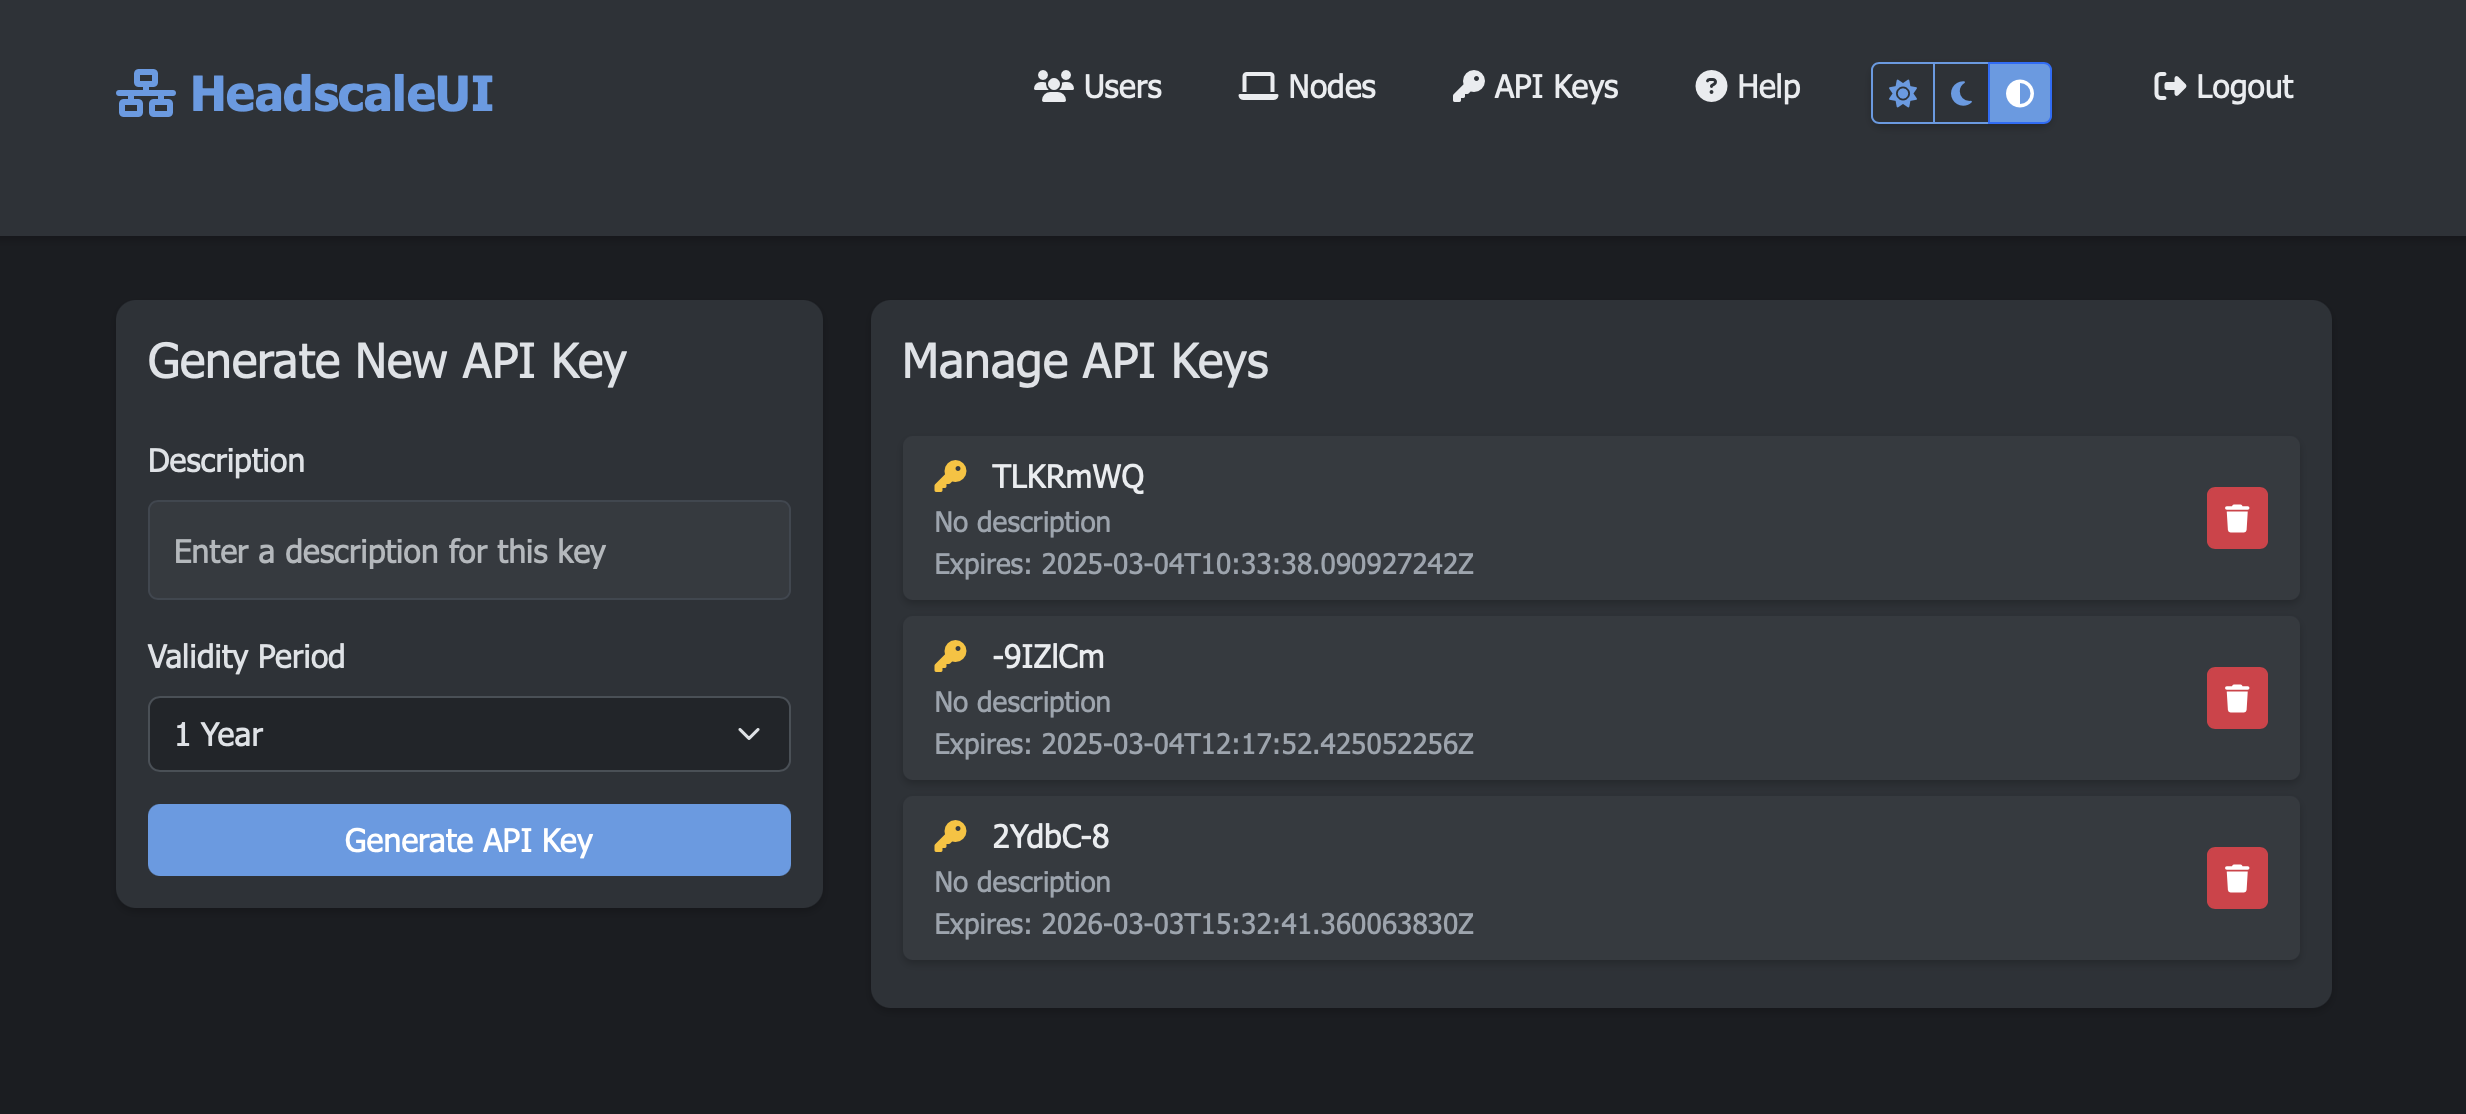 HeadscaleUI
Users
Nodes
API Keys
Help
Logout
Generate New API Key
Description
Enter a description for this key
Validity Period
1 Year
Generate API Key
Manage API Keys
TLKRmWQ
No description
Expires: 2025-03-04T10:33:38.090927242Z
-9IZlCm
No description
Expires: 2025-03-04T12:17:52.425052256Z
2YdbC-8
No description
Expires: 2026-03-03T15:32:41.360063830Z